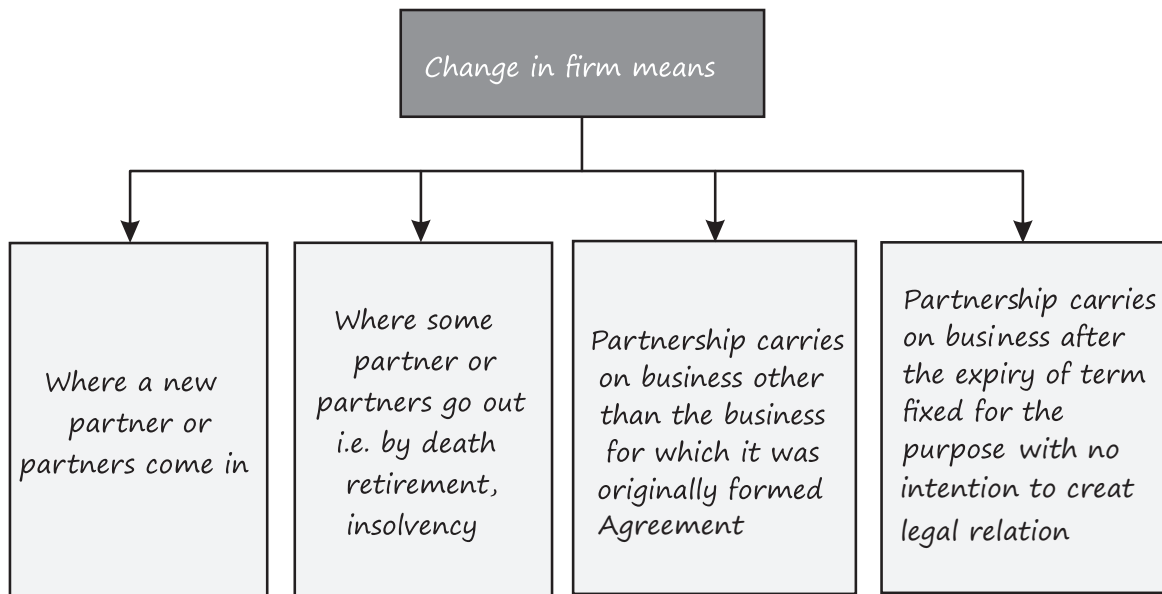 Change in firm means
Where a new
partner or
partners come in
Where some
partner or
partners go out
i.e. by death
retirement,
insolvency
Partnership carries
on business other
than the business
for which it was
originally formed
Agreement
Partnership carries
on business after
the expiry of term
fixed for the
purpose with no
intention to creat
legal relation